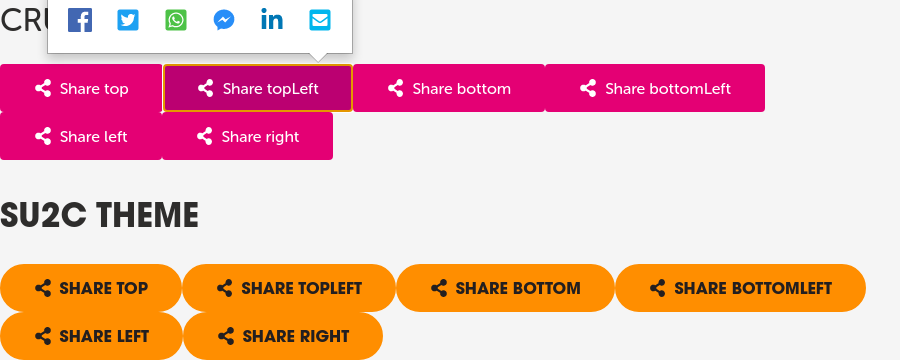 CRU
Share top Share topLeft Share bottom Share bottomLeft
Share left Share right
SU2C THEME
SHARE TOP SHARE TOPLEFT SHARE BOTTOM SHARE BOTTOMLEFT
SHARE LEFT SHARE RIGHT